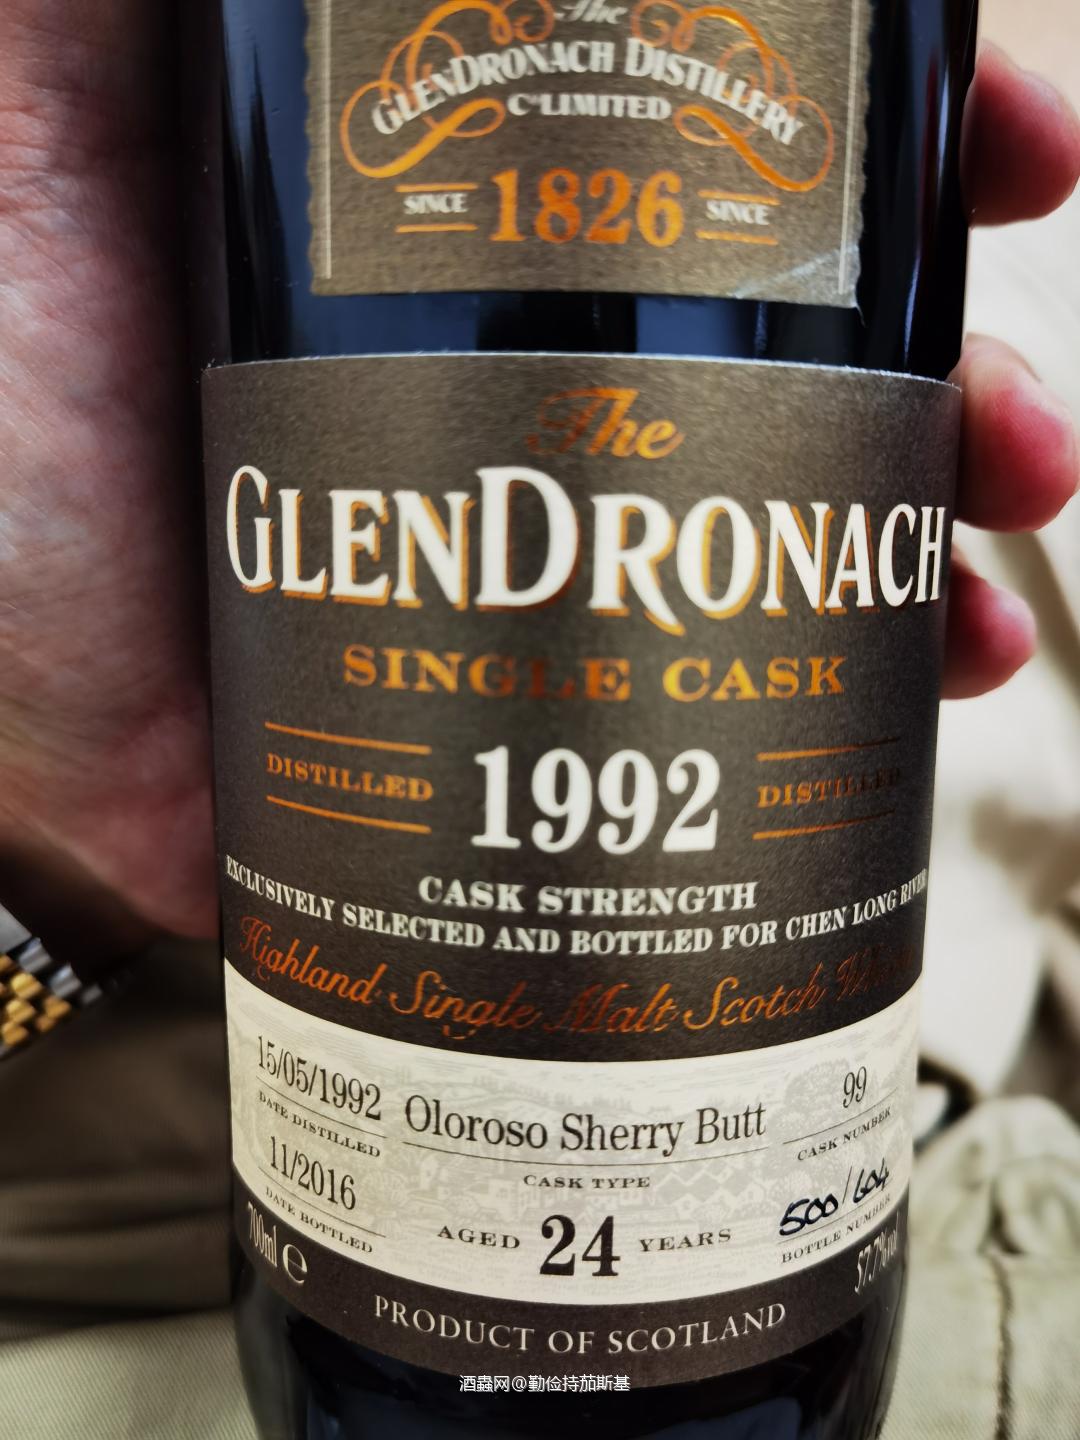 The
GLENDRONACH DISTILLERY
Co LIMITED
SINCE 1826 SINCE
The
GLENDRONACH
SINGLE CASK
DISTILLED 1992 DISTILLED
CASK STRENGTH
EXCLUSIVELY SELECTED AND BOTTLED FOR CHEN LONG RIVER
Highland Single Malt Scotch Whisky
15/05/1992
DATE DISTILLED
Oloroso Sherry Butt
CASK TYPE
99
CASK NUMBER
11/2016
DATE BOTTLED
AGED 24 YEARS
500/604
BOTTLE NUMBER
700ml e
57.7%vol
PRODUCT OF SCOTLAND
酒蟲网@勤俭持茄斯基